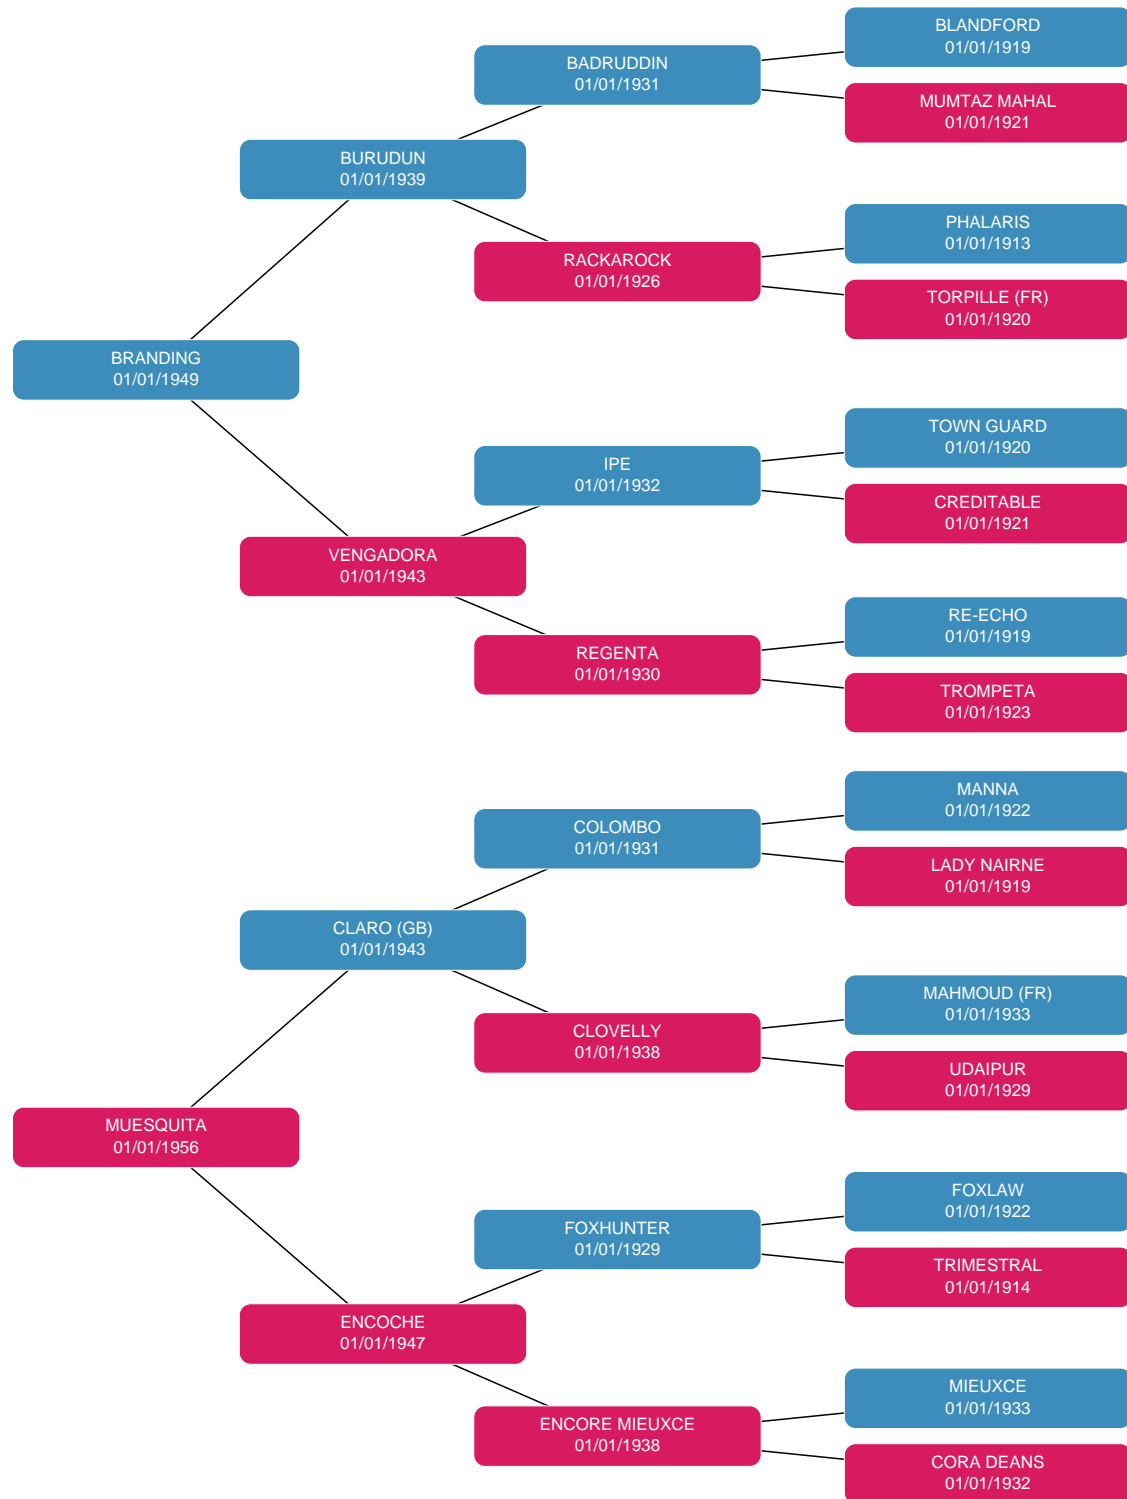 BLANDFORD
01/01/1919
BADRUDDIN
01/01/1931
MUMTAZ MAHAL
01/01/1921
BURUDUN
01/01/1939
PHALARIS
01/01/1913
RACKAROCK
01/01/1926
TORPILLE (FR)
01/01/1920
BRANDING
01/01/1949
TOWN GUARD
01/01/1920
IPE
01/01/1932
CREDITABLE
01/01/1921
VENGADORA
01/01/1943
RE-ECHO
01/01/1919
REGENTA
01/01/1930
TROMPETA
01/01/1923
MANNA
01/01/1922
COLOMBO
01/01/1931
LADY NAIRNE
01/01/1919
CLARO (GB)
01/01/1943
MAHMOUD (FR)
01/01/1933
CLOVELLY
01/01/1938
UDAIPUR
01/01/1929
MUESQUITA
01/01/1956
FOXLAW
01/01/1922
FOXHUNTER
01/01/1929
TRIMESTRAL
01/01/1914
ENCOCHE
01/01/1947
MIEUXCE
01/01/1933
ENCORE MIEUXCE
01/01/1938
CORA DEANS
01/01/1932